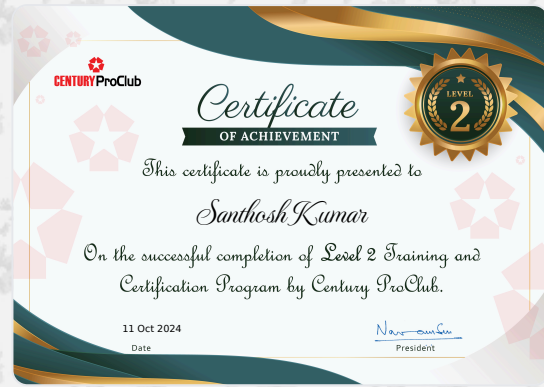 CENTURY ProClub
Certificate
OF ACHIEVEMENT
LEVEL
2
This certificate is proudly presented to
Santhosh Kumar
On the successful completion of Level 2 Training and
Certification Program by Century ProClub.
11 Oct 2024
Date
President